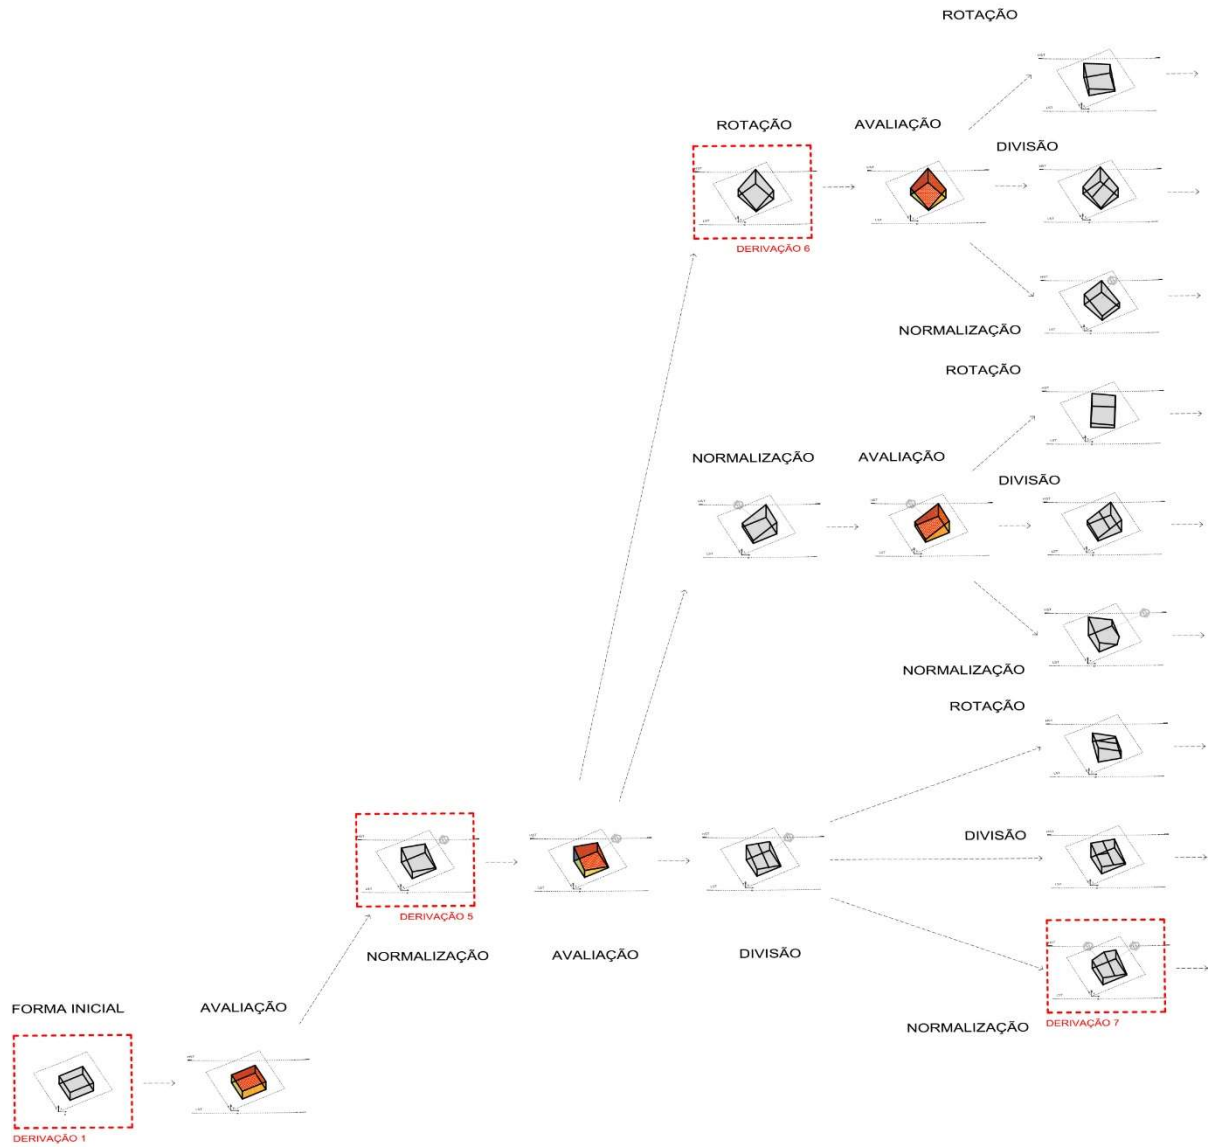 ROTAÇÃO
ROTAÇÃO
AVALIAÇÃO
DIVISÃO
DERIVAÇÃO 6
NORMALIZAÇÃO
ROTAÇÃO
NORMALIZAÇÃO
AVALIAÇÃO
DIVISÃO
NORMALIZAÇÃO
ROTAÇÃO
DIVISÃO
DERIVAÇÃO 5
NORMALIZAÇÃO
AVALIAÇÃO
DIVISÃO
FORMA INICIAL
AVALIAÇÃO
NORMALIZAÇÃO
DERIVAÇÃO 7
DERIVAÇÃO 1